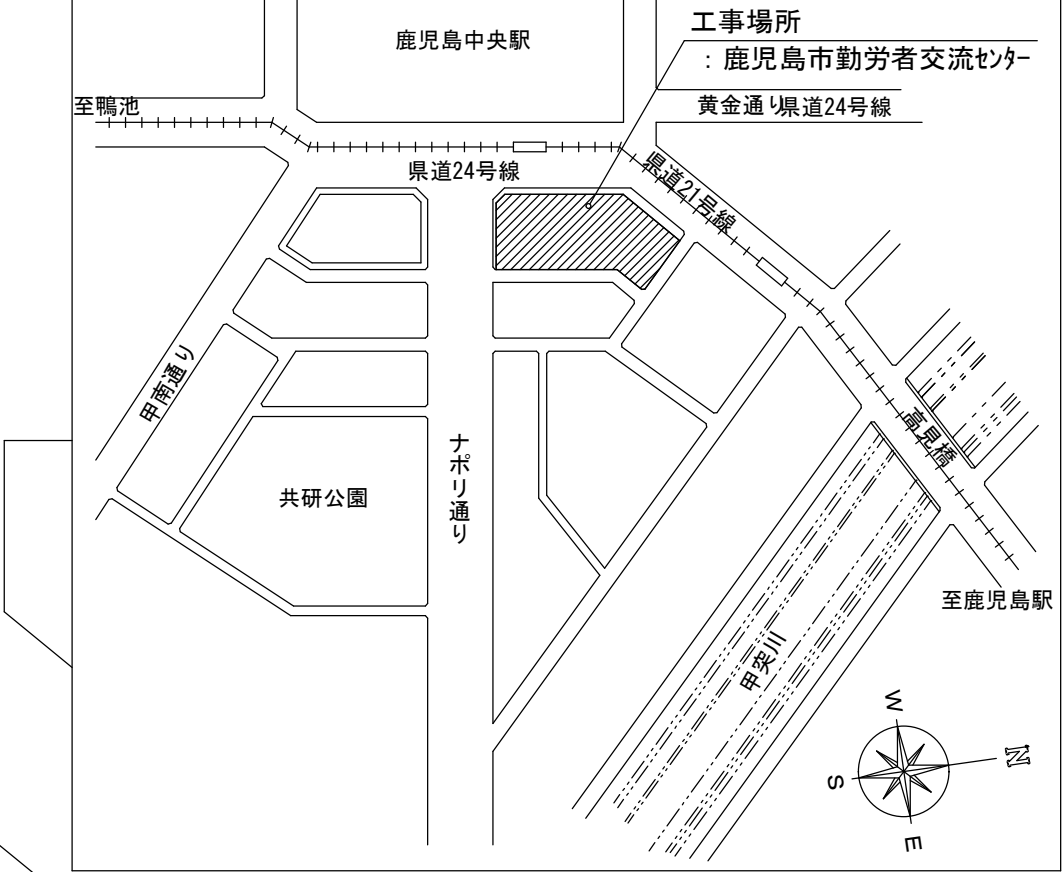 工事場所
：鹿児島市勤労者交流センター
鹿児島中央駅
至鴨池
黄金通り県道24号線
県道24号線
県道21号線
甲南通り
高見橋
ナポリ通り
共研公園
至鹿児島駅
甲突川
W
N
S
E